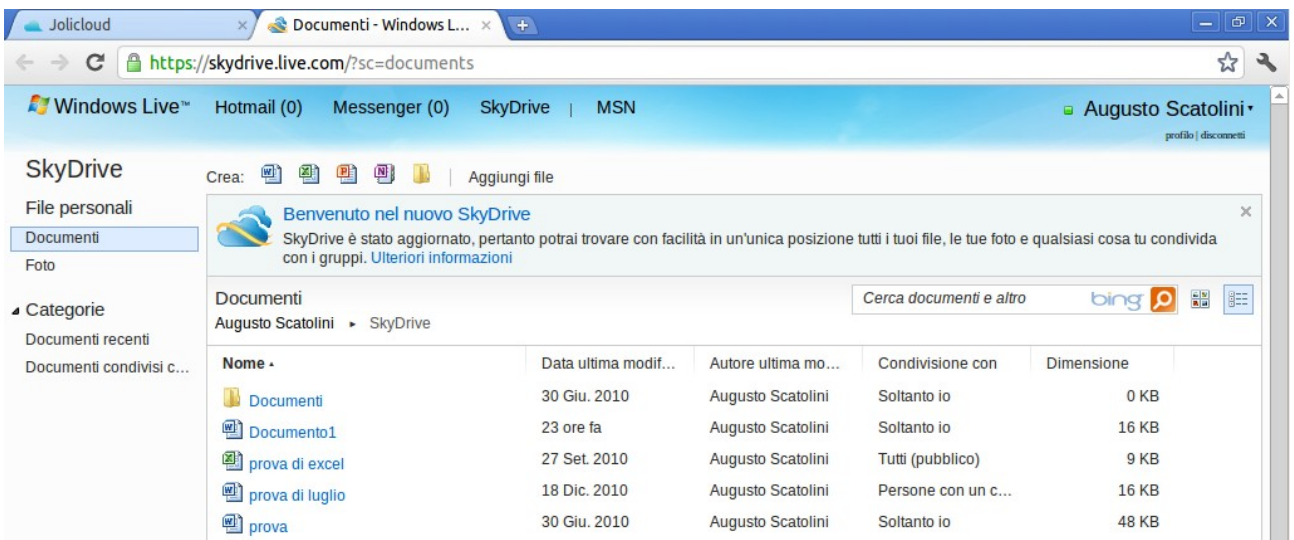 Jolicloud
Documenti - Windows L...
https://skydrive.live.com/?sc=documents
Windows Live™ Hotmail (0) Messenger (0) SkyDrive | MSN Augusto Scatolini
profilo | disconnetti
SkyDrive
Crea: Aggiungi file
File personali
Documenti
Foto
Categorie
Documenti recenti
Documenti condivisi c...
Benvenuto nel nuovo SkyDrive
SkyDrive è stato aggiornato, pertanto potrai trovare con facilità in un'unica posizione tutti i tuoi file, le tue foto e qualsiasi cosa tu condivida
con i gruppi. Ulteriori informazioni
Documenti
Cerca documenti e altro bing
Augusto Scatolini ▸ SkyDrive
Nome Data ultima modif... Autore ultima mo... Condivisione con Dimensione
Documenti 30 Giu. 2010 Augusto Scatolini Soltanto io 0 KB
Documento1 23 ore fa Augusto Scatolini Soltanto io 16 KB
prova di excel 27 Set. 2010 Augusto Scatolini Tutti (pubblico) 9 KB
prova di luglio 18 Dic. 2010 Augusto Scatolini Persone con un c... 16 KB
prova 30 Giu. 2010 Augusto Scatolini Soltanto io 48 KB